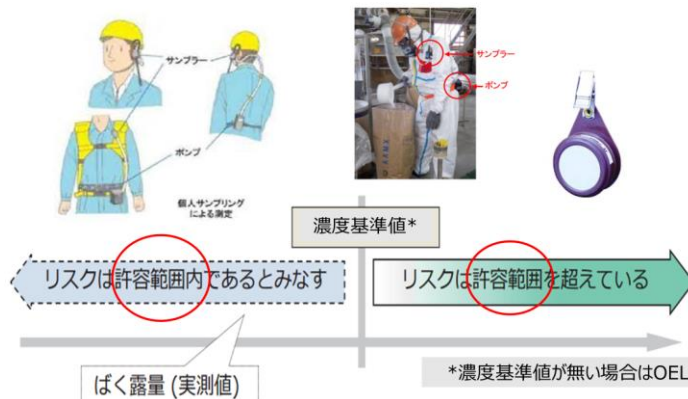 サンプラー
ポンプ
個人サンプリング
による測定
サンプラー
ポンプ
濃度基準値*
リスクは許容範囲内であるとみなす
リスクは許容範囲を超えている
ばく露量 (実測値)
*濃度基準値が無い場合はOEL